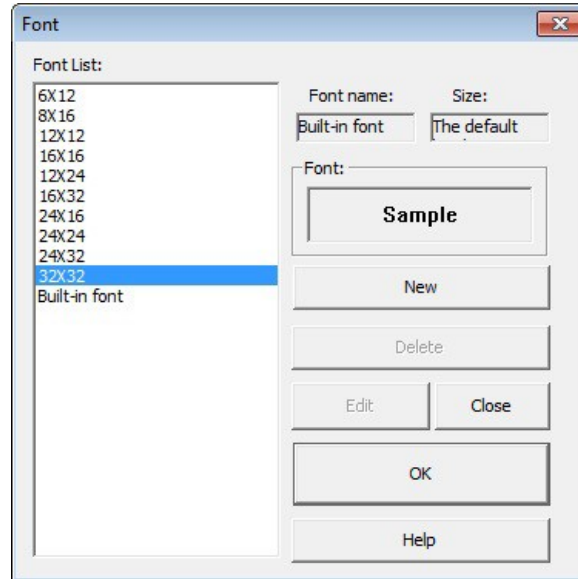 Font
Font List:
6X12
8X16
12X12
16X16
12X24
16X32
24X16
24X24
24X32
32X32
Built-in font
Font name:
Size:
Built-in font
The default
Font:
Sample
New
Delete
Edit
Close
OK
Help